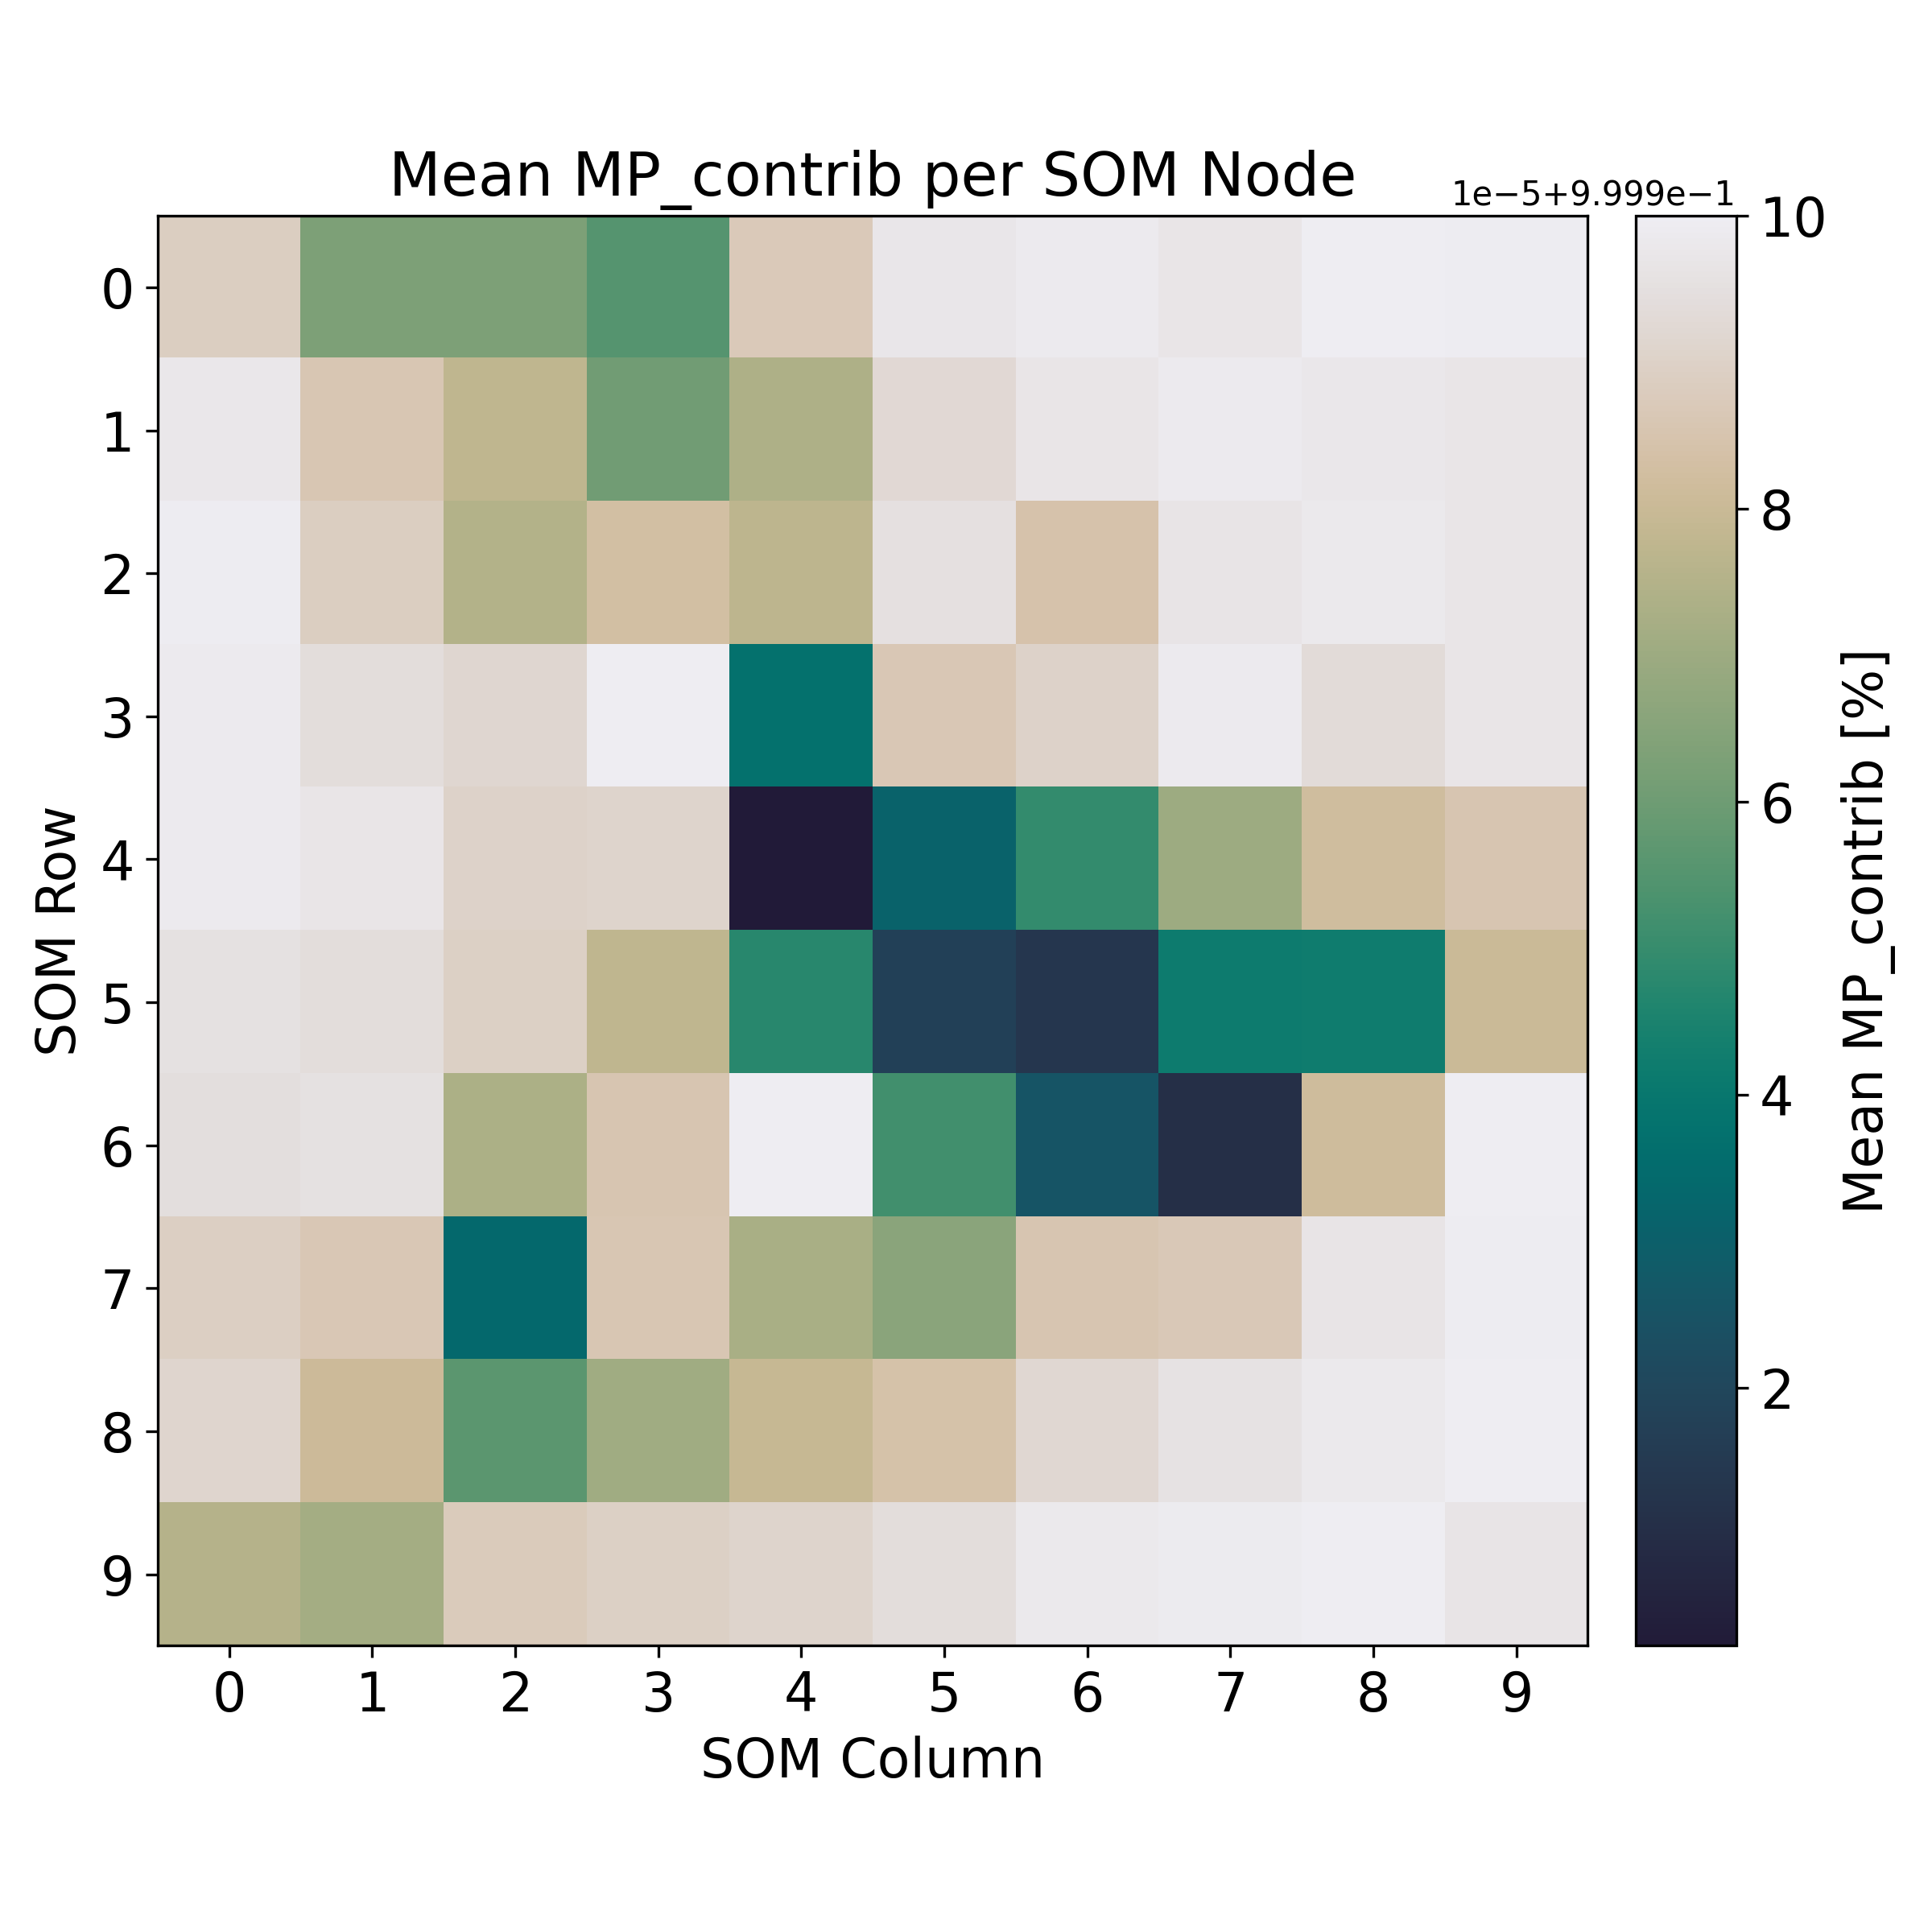 Mean MP_contrib per SOM Node
1e−5+9.999e−1
10
8
6
4
2
Mean MP_contrib [%]
SOM Row
0
1
2
3
4
5
6
7
8
9
0 1 2 3 4 5 6 7 8 9
SOM Column